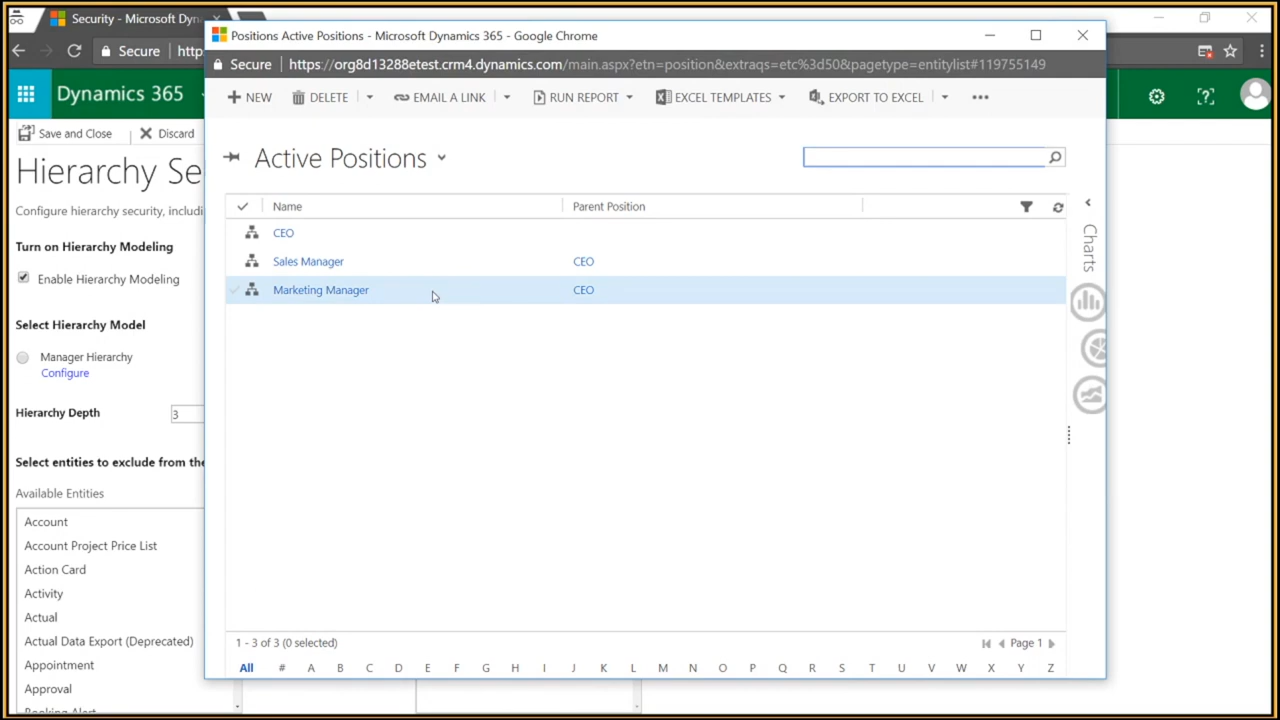 Security - Microsoft Dyn
Secure
http
Dynamics 365
Save and Close
Discard
Hierarchy Se
Configure hierarchy security, includi
Turn on Hierarchy Modeling
Enable Hierarchy Modeling
Select Hierarchy Model
Manager Hierarchy
Configure
Hierarchy Depth
3
Select entities to exclude from the
Available Entities
Account
Account Project Price List
Action Card
Activity
Actual
Actual Data Export (Deprecated)
Appointment
Approval
Booking Alert
Positions Active Positions - Microsoft Dynamics 365 - Google Chrome
Secure
https://org8d13288etest.crm4.dynamics.com/main.aspx?etn=position&extraqs=etc%3d50&pagetype=entitylist#119755149
NEW
DELETE
EMAIL A LINK
RUN REPORT
EXCEL TEMPLATES
EXPORT TO EXCEL
Active Positions
Name
Parent Position
CEO
Sales Manager
CEO
Marketing Manager
CEO
Charts
1 - 3 of 3 (0 selected)
Page 1
All # A B C D E F G H I J K L M N O P Q R S T U V W X Y Z